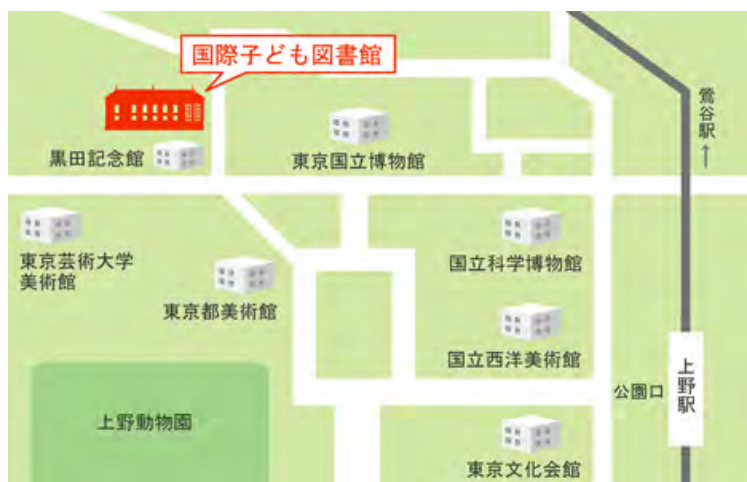 国際子ども図書館
鶯谷駅
↑
黒田記念館
東京国立博物館
東京芸術大学
美術館
国立科学博物館
東京都美術館
国立西洋美術館
上野駅
公園口
上野動物園
東京文化会館